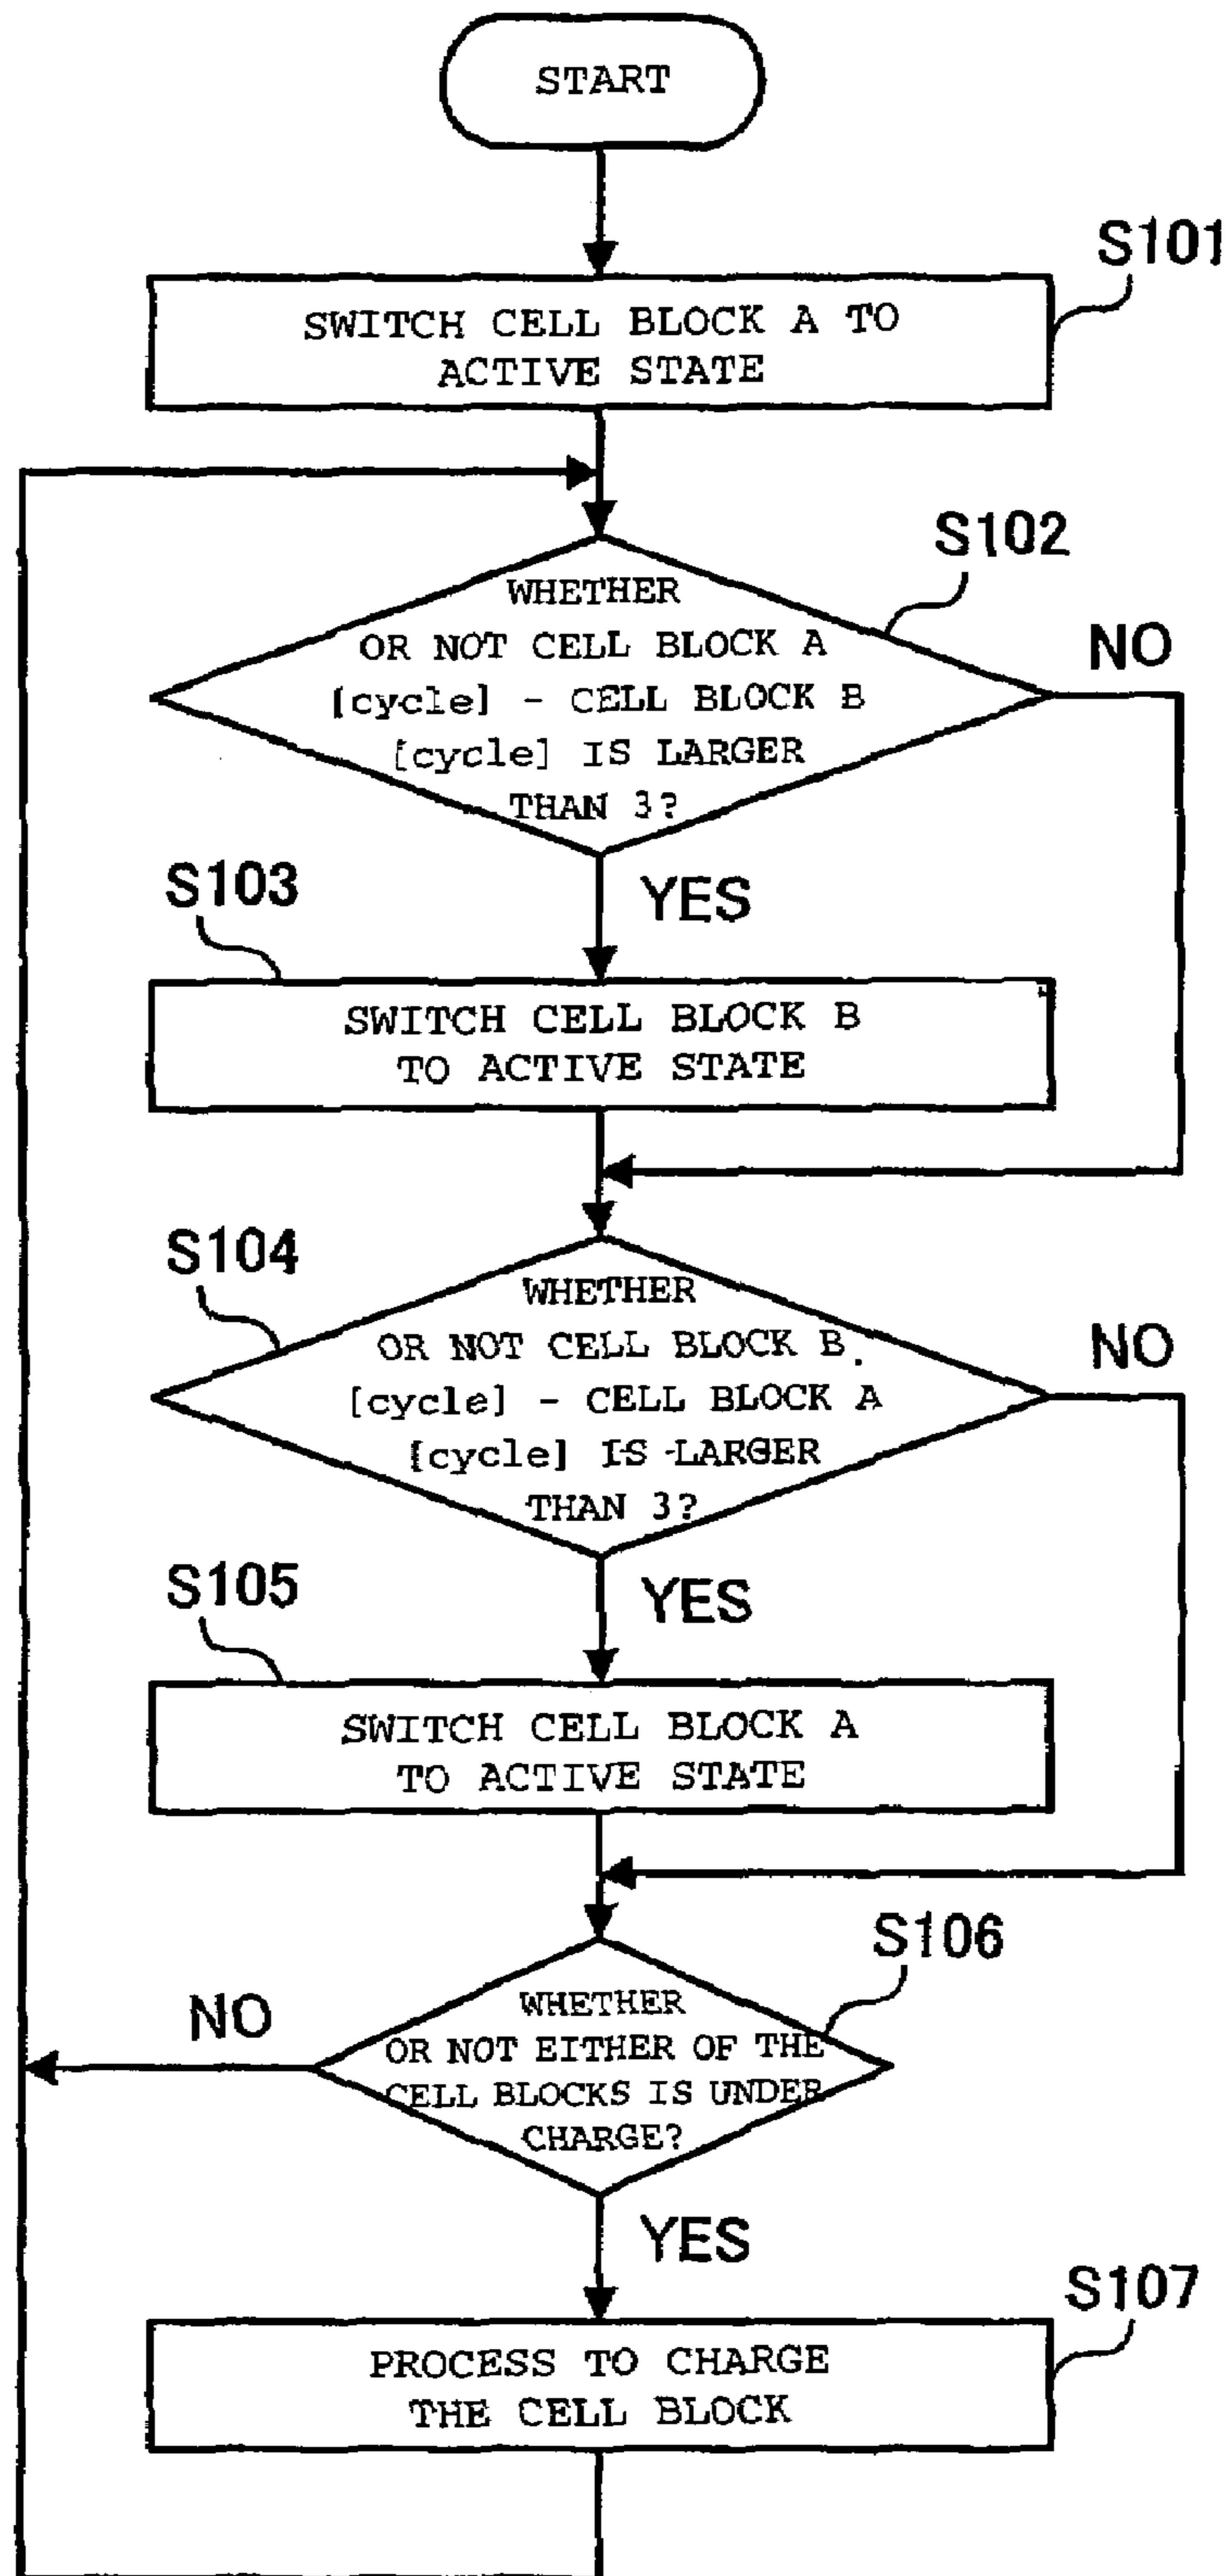 START
S101
SWITCH CELL BLOCK A TO
ACTIVE STATE
S102
WHETHER
OR NOT CELL BLOCK A
[cycle] - CELL BLOCK B
[cycle] IS LARGER
THAN 3?
NO
YES
S103
SWITCH CELL BLOCK B
TO ACTIVE STATE
S104
WHETHER
OR NOT CELL BLOCK B
[cycle] - CELL BLOCK A
[cycle] IS LARGER
THAN 3?
NO
YES
S105
SWITCH CELL BLOCK A
TO ACTIVE STATE
S106
WHETHER
OR NOT EITHER OF THE
CELL BLOCKS IS UNDER
CHARGE?
NO
YES
S107
PROCESS TO CHARGE
THE CELL BLOCK